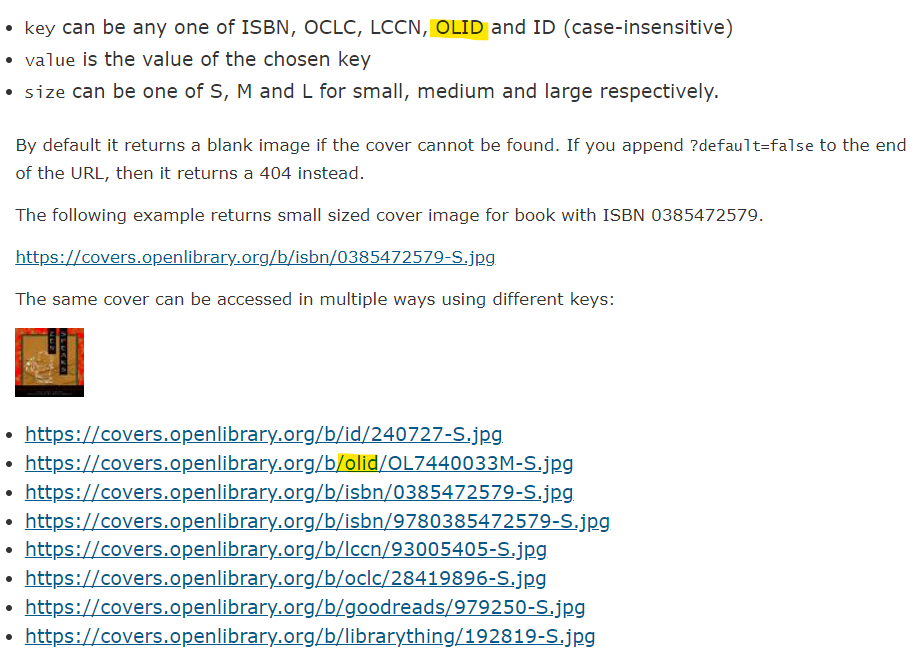 key can be any one of ISBN, OCLC, LCCN, OLID and ID (case-insensitive)
value is the value of the chosen key
size can be one of S, M and L for small, medium and large respectively.
By default it returns a blank image if the cover cannot be found. If you append ?default=false to the end
of the URL, then it returns a 404 instead.
The following example returns small sized cover image for book with ISBN 0385472579.
https://covers.openlibrary.org/b/isbn/0385472579-S.jpg
The same cover can be accessed in multiple ways using different keys:
ZEN SPEAKS
https://covers.openlibrary.org/b/id/240727-S.jpg
https://covers.openlibrary.org/b/olid/OL7440033M-S.jpg
https://covers.openlibrary.org/b/isbn/0385472579-S.jpg
https://covers.openlibrary.org/b/isbn/9780385472579-S.jpg
https://covers.openlibrary.org/b/lccn/93005405-S.jpg
https://covers.openlibrary.org/b/oclc/28419896-S.jpg
https://covers.openlibrary.org/b/goodreads/979250-S.jpg
https://covers.openlibrary.org/b/librarything/192819-S.jpg